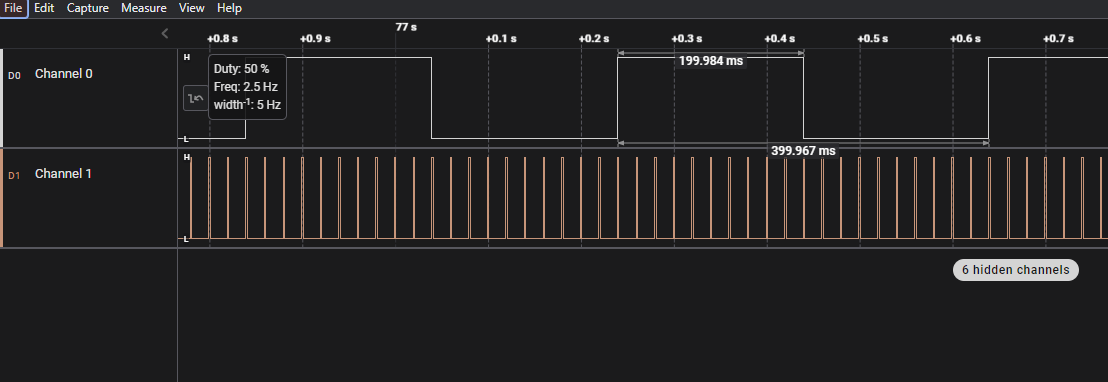 File Edit Capture Measure View Help
77 s
+0.8 s +0.9 s +0.1 s +0.2 s +0.3 s +0.4 s +0.5 s +0.6 s +0.7 s
D0 Channel 0
H
L
Duty: 50 %
Freq: 2.5 Hz
width-1: 5 Hz
199.984 ms
399.967 ms
D1 Channel 1
H
L
6 hidden channels